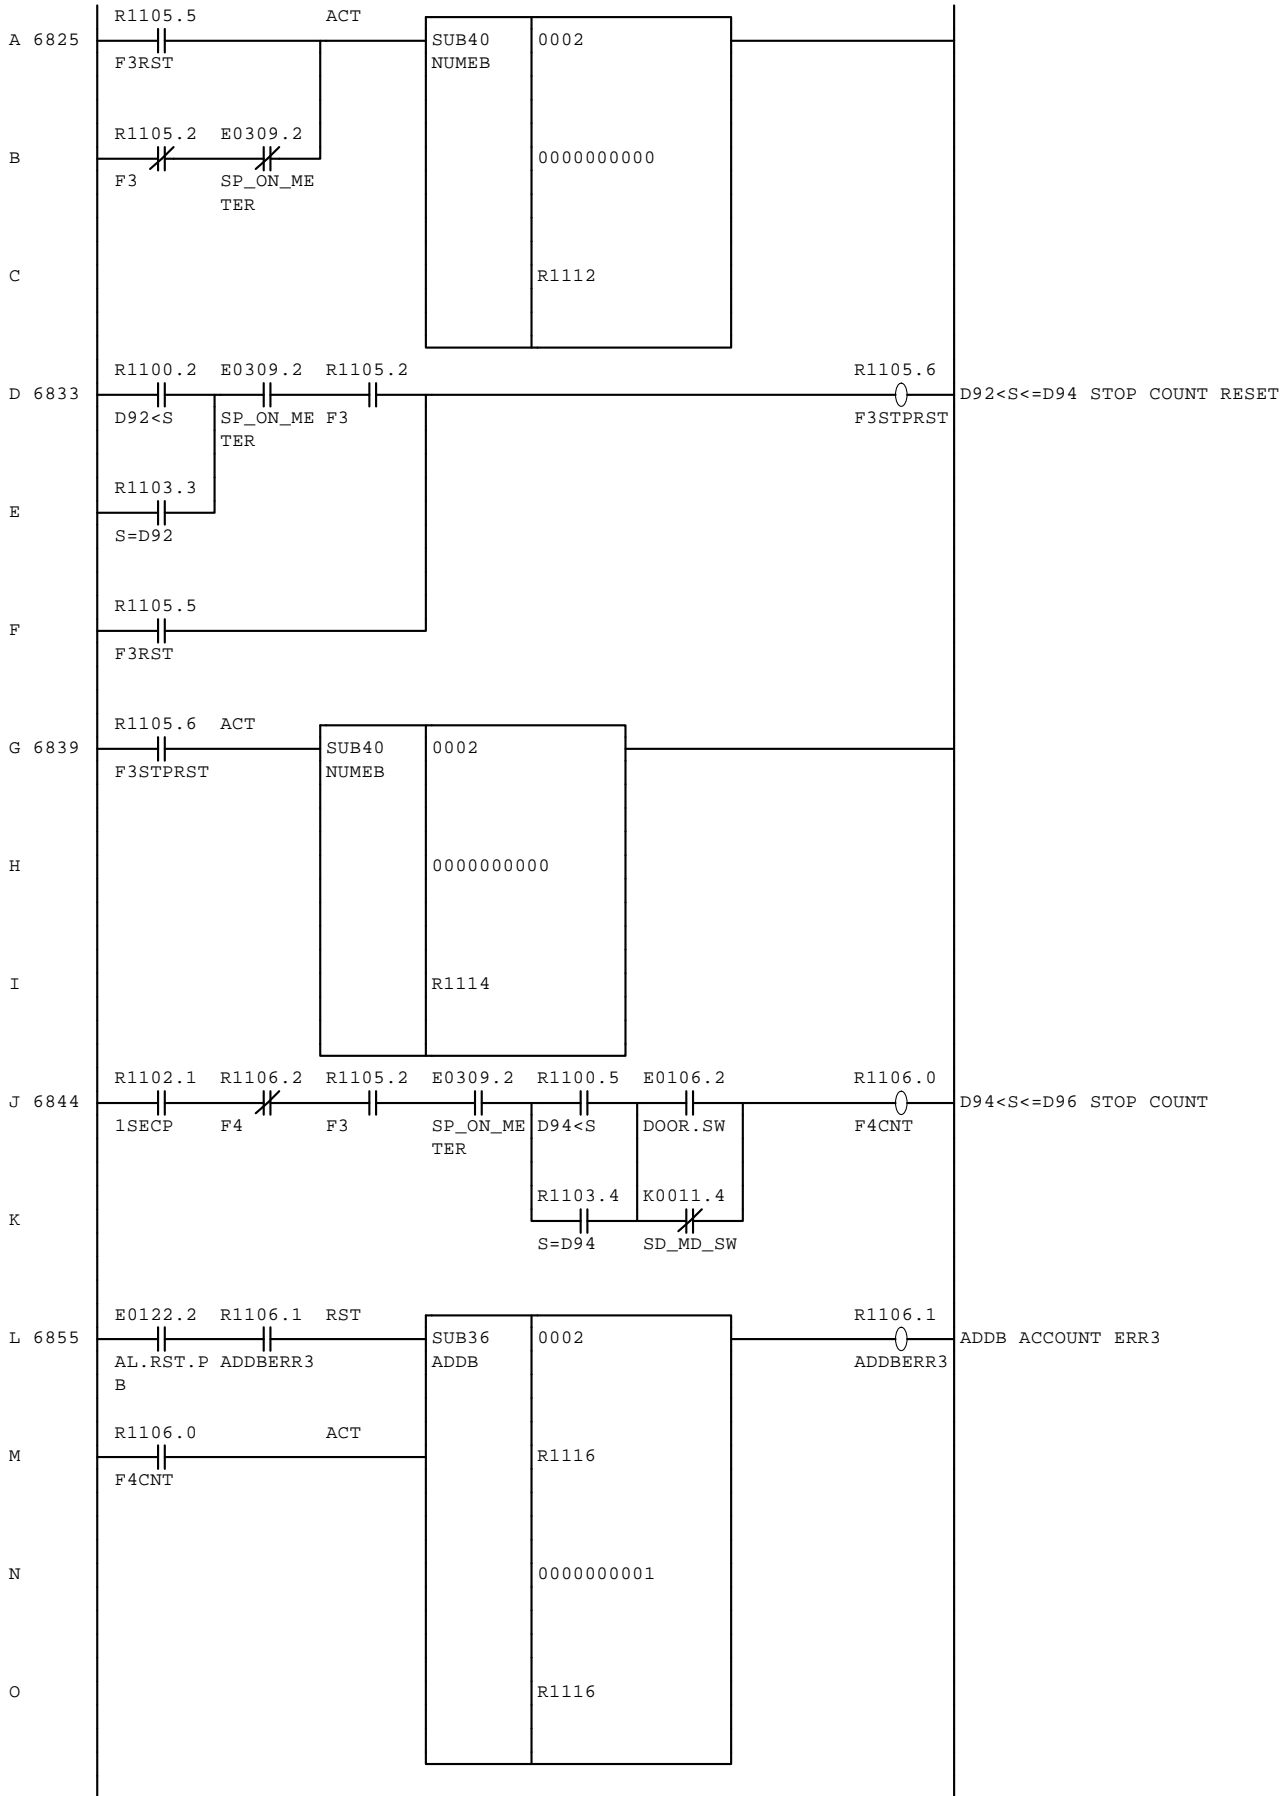 R1105.5 ACT
A 6825 SUB40 0002
F3RST NUMEB
R1105.2 E0309.2
B 0000000000
F3 SP_ON_ME
TER
C R1112
R1100.2 E0309.2 R1105.2 R1105.6
D 6833 D92<S<=D94 STOP COUNT RESET
D92<S SP_ON_ME F3 F3STPRST
TER
R1103.3
E
S=D92
R1105.5
F
F3RST
R1105.6 ACT
G 6839 SUB40 0002
F3STPRST NUMEB
H 0000000000
I R1114
R1102.1 R1106.2 R1105.2 E0309.2 R1100.5 E0106.2 R1106.0
J 6844 D94<S<=D96 STOP COUNT
1SECP F4 F3 SP_ON_ME D94<S DOOR.SW F4CNT
TER
R1103.4 K0011.4
K
S=D94 SD_MD_SW
E0122.2 R1106.1 RST R1106.1
L 6855 SUB36 0002 ADDB ACCOUNT ERR3
AL.RST.P ADDBERR3 ADDB ADDBERR3
B
R1106.0 ACT
M R1116
F4CNT
N 0000000001
O R1116